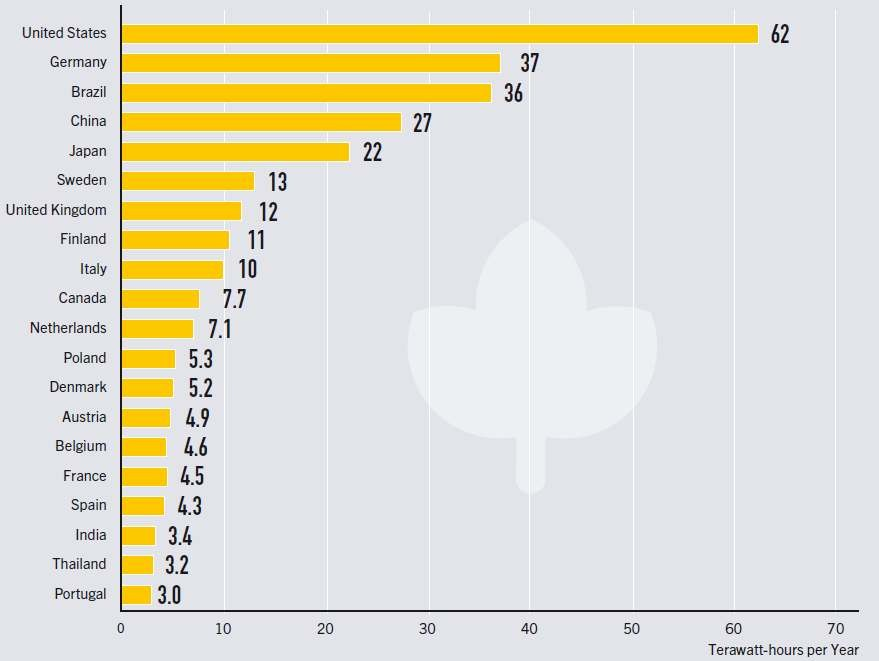 United States 62
Germany 37
Brazil 36
China 27
Japan 22
Sweden 13
United Kingdom 12
Finland 11
Italy 10
Canada 7.7
Netherlands 7.1
Poland 5.3
Denmark 5.2
Austria 4.9
Belgium 4.6
France 4.5
Spain 4.3
India 3.4
Thailand 3.2
Portugal 3.0
0 10 20 30 40 50 60 70
Terawatt-hours per Year